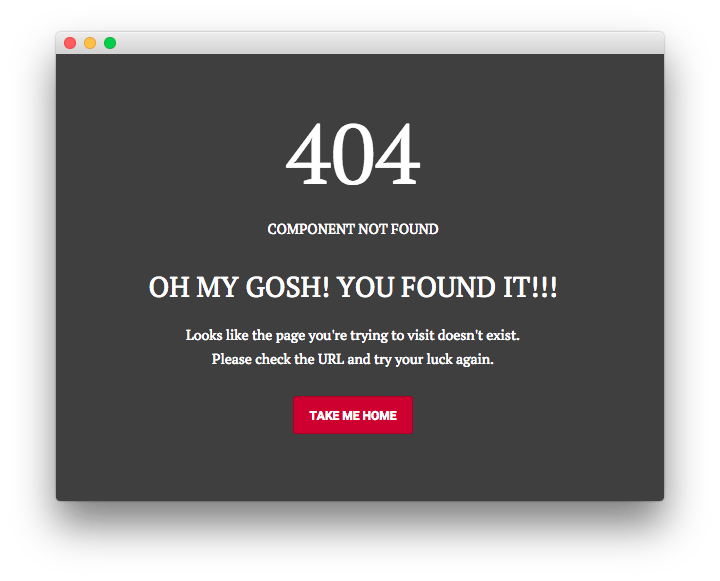 404
COMPONENT NOT FOUND
OH MY GOSH! YOU FOUND IT!!!
Looks like the page you're trying to visit doesn't exist.
Please check the URL and try your luck again.
TAKE ME HOME